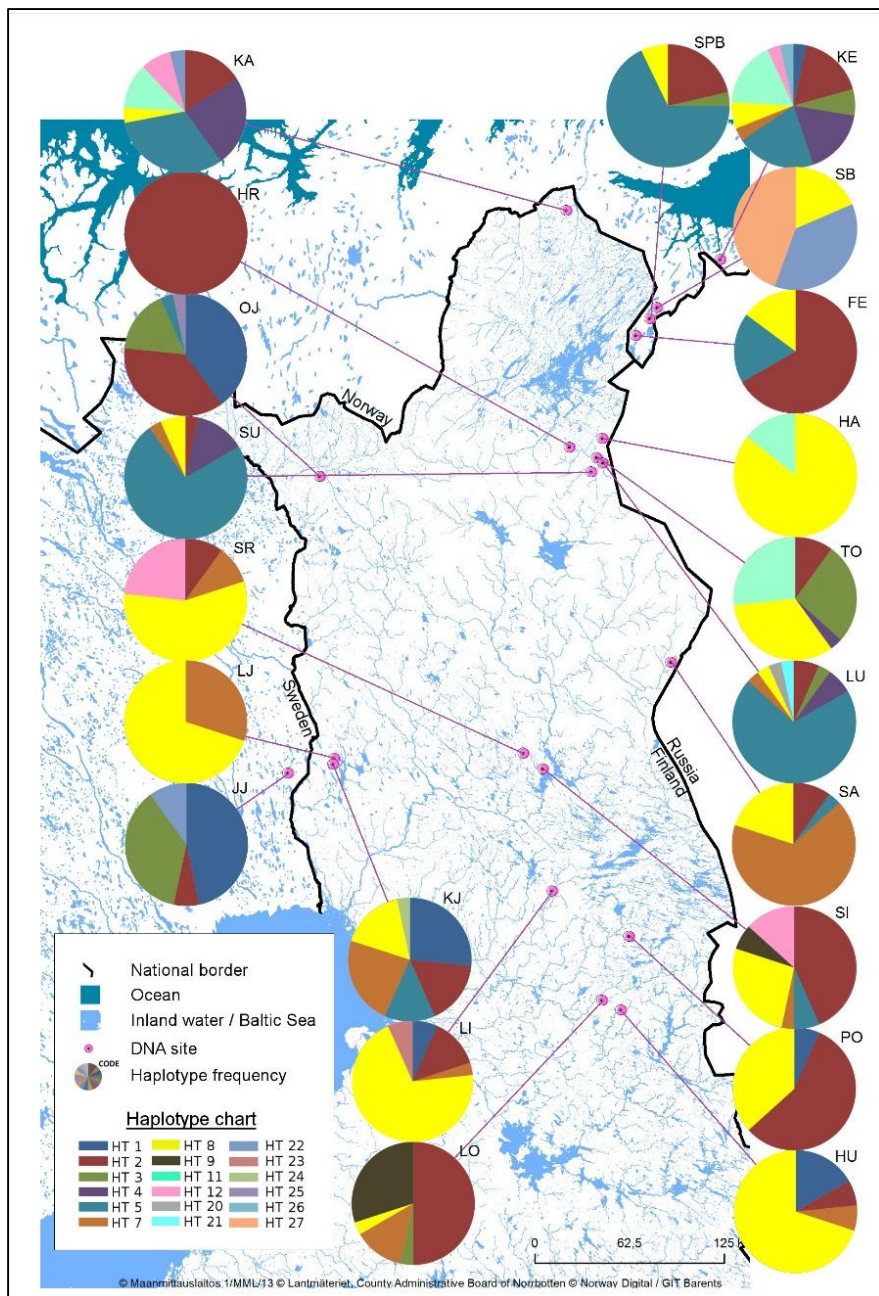 KA
SPB
KE
HR
SB
OJ
FE
Norway
SU
HA
SR
TO
LJ
Sweden
LU
JJ
Russia
Finland
SA
KJ
SI
LI
PO
LO
HU
National border
Ocean
Inland water / Baltic Sea
DNA site
CODE
Haplotype frequency
Haplotype chart
HT 1 HT 8 HT 22
HT 2 HT 9 HT 23
HT 3 HT 11 HT 24
HT 4 HT 12 HT 25
HT 5 HT 20 HT 26
HT 7 HT 21 HT 27
0 62,5 125
© Maanmittauslaitos 1/MML/13 © Lantmäteriet, County Administrative Board of Norrbotten © Norway Digital / GIT Barents